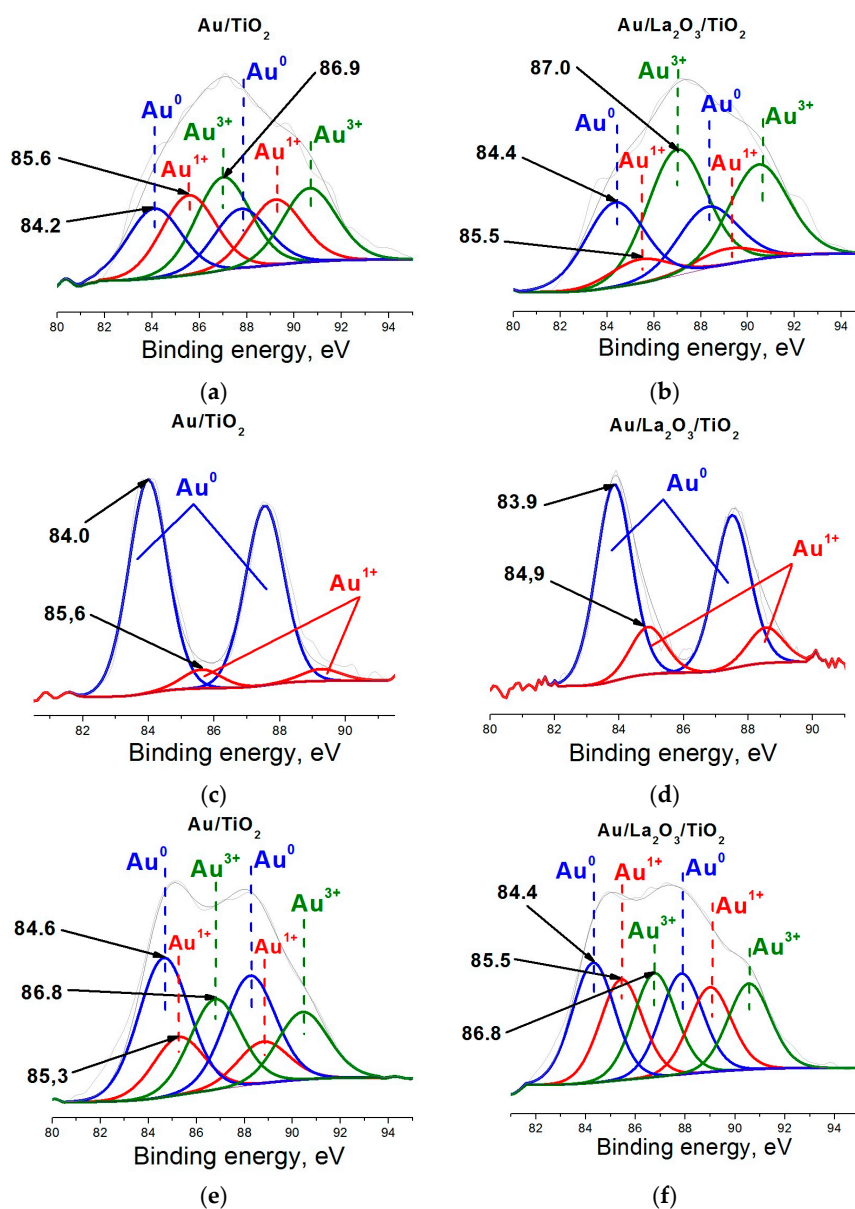 Au/TiO2
Au0
Au0
86.9
Au3+
Au3+
85.6
Au1+
Au1+
84.2
80 82 84 86 88 90 92 94
Binding energy, eV
(a)
Au/La2O3/TiO2
87.0
Au3+
Au0
Au0
Au3+
84.4
Au1+
Au1+
85.5
80 82 84 86 88 90 92 94
Binding energy, eV
(b)
Au/TiO2
Au0
84.0
Au1+
85,6
82 84 86 88 90
Binding energy, eV
(c)
Au/La2O3/TiO2
83.9
Au0
Au1+
84,9
80 82 84 86 88 90
Binding energy, eV
(d)
Au/TiO2
Au0
Au0
Au3+
Au3+
84.6
Au1+
Au1+
86.8
85,3
80 82 84 86 88 90 92 94
Binding energy, eV
(e)
Au/La2O3/TiO2
Au0
Au1+
Au0
Au1+
84.4
Au3+
Au3+
85.5
86.8
82 84 86 88 90 92 94
Binding energy, eV
(f)